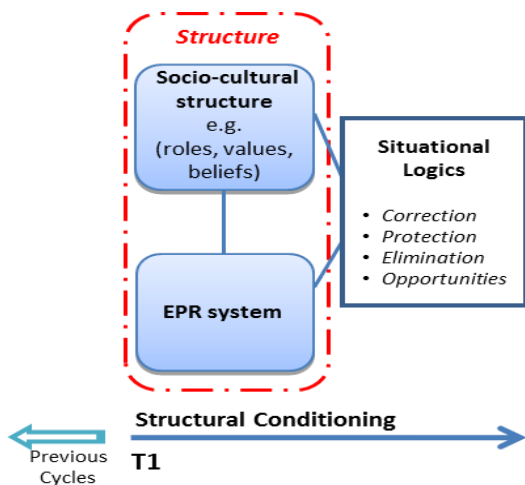 Structure
Socio-cultural
structure
e.g.
(roles, values,
beliefs)
EPR system
Situational
Logics
• Correction
• Protection
• Elimination
• Opportunities
Structural Conditioning
Previous
Cycles
T1